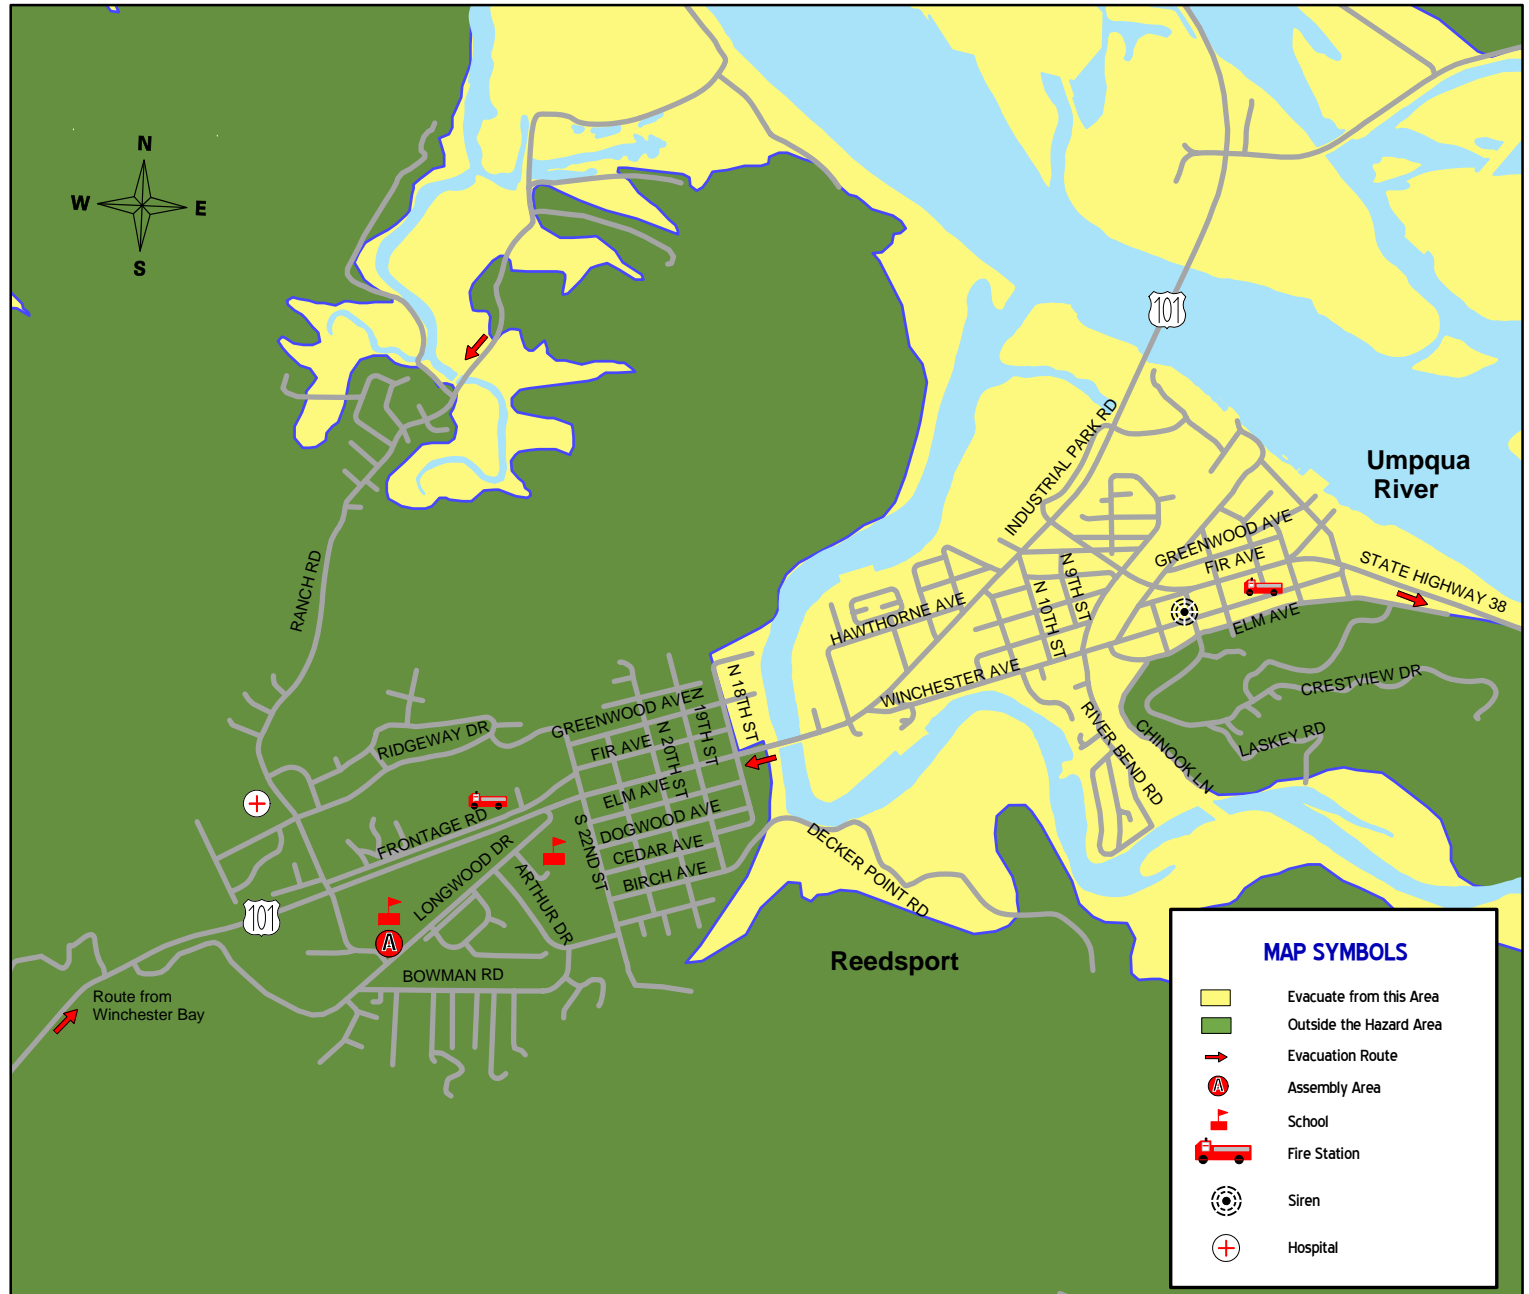 N
W
E
S
101
Umpqua
River
INDUSTRIAL PARK RD
GREENWOOD AVE
FIR AVE
STATE HIGHWAY 38
N 9TH ST
N 10TH ST
HAWTHORNE AVE
ELM AVE
WINCHESTER AVE
CRESTVIEW DR
LASKEY RD
CHINOOK LN
RIVER BEND RD
RANCH RD
RIDGEWAY DR
GREENWOOD AVE
N 18TH ST
N 19TH ST
N 20TH ST
FIR AVE
ELM AVE
DOGWOOD AVE
CEDAR AVE
BIRCH AVE
S 22ND ST
FRONTAGE RD
LONGWOOD DR
ARTHUR DR
DECKER POINT RD
101
A
BOWMAN RD
Reedsport
Route from
Winchester Bay
MAP SYMBOLS
Evacuate from this Area
Outside the Hazard Area
Evacuation Route
A
Assembly Area
School
Fire Station
Siren
Hospital